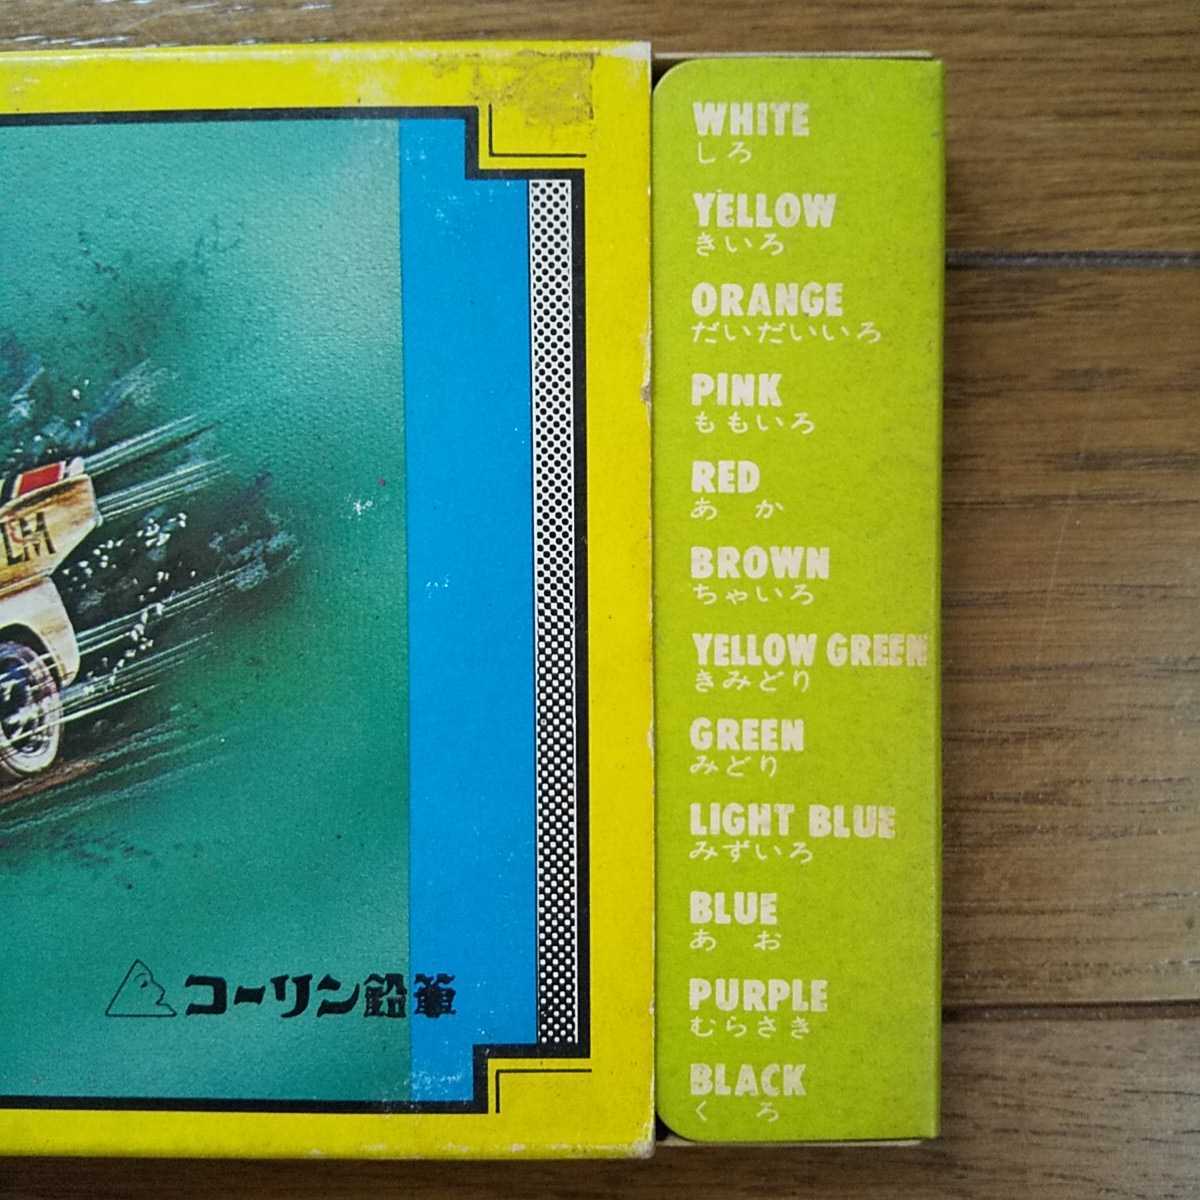 LM
コーリン鉛筆
WHITE
しろ
YELLOW
きいろ
ORANGE
だいだいいろ
PINK
ももいろ
RED
あか
BROWN
ちゃいろ
YELLOW GREEN
きみどり
GREEN
みどり
LIGHT BLUE
みずいろ
BLUE
あお
PURPLE
むらさき
BLACK
くろ